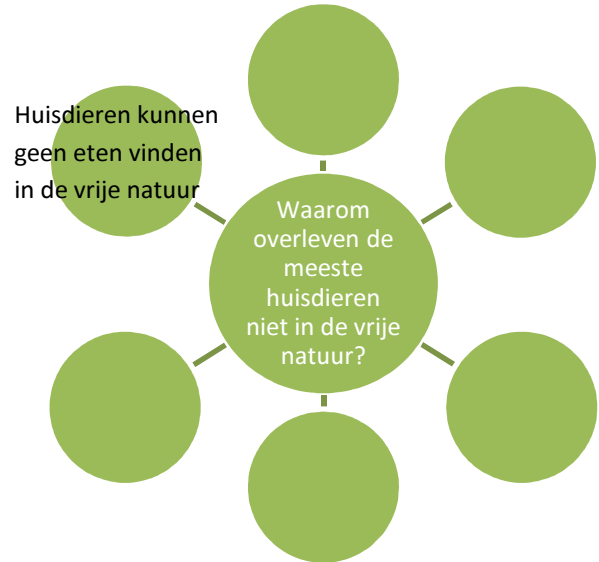 Huisdieren kunnen
geen eten vinden
in de vrije natuur
Waarom
overleven de
meeste
huisdieren
niet in de vrije
natuur?